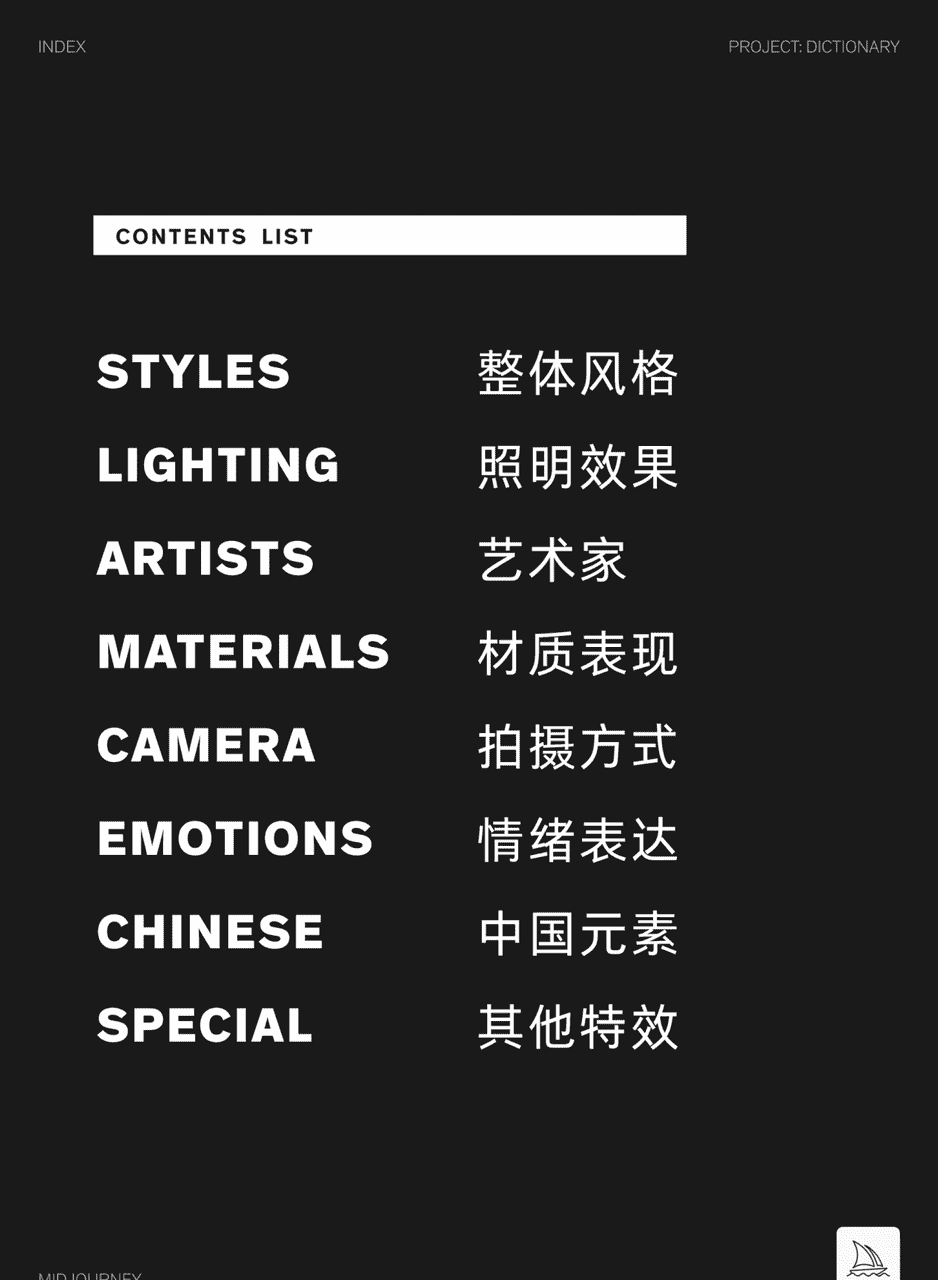 INDEX
PROJECT: DICTIONARY
CONTENTS LIST
STYLES 整体风格
LIGHTING 照明效果
ARTISTS 艺术家
MATERIALS 材质表现
CAMERA 拍摄方式
EMOTIONS 情绪表达
CHINESE 中国元素
SPECIAL 其他特效
MIDJOURNEY